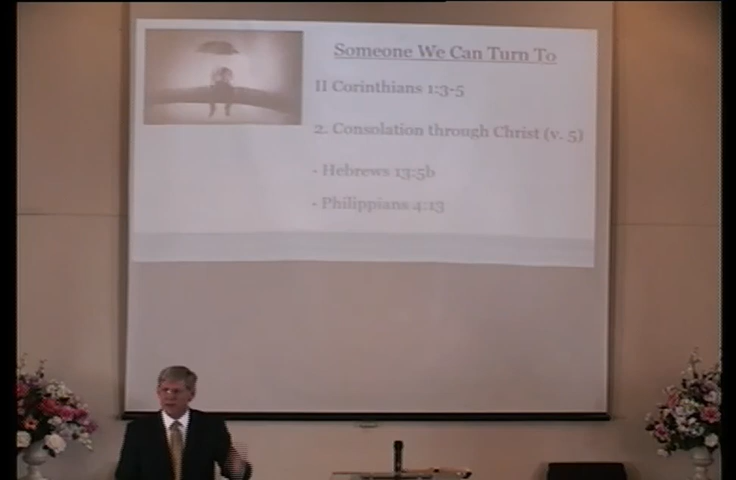 Someone We Can Turn To
II Corinthians 1:3-5
2. Consolation through Christ (v. 5)
- Hebrews 13:5b
- Philippians 4:13